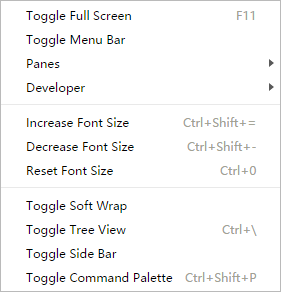 Toggle Full Screen F11
Toggle Menu Bar
Panes
Developer
Increase Font Size Ctrl+Shift+=
Decrease Font Size Ctrl+Shift+-
Reset Font Size Ctrl+0
Toggle Soft Wrap
Toggle Tree View Ctrl+\
Toggle Side Bar
Toggle Command Palette Ctrl+Shift+P